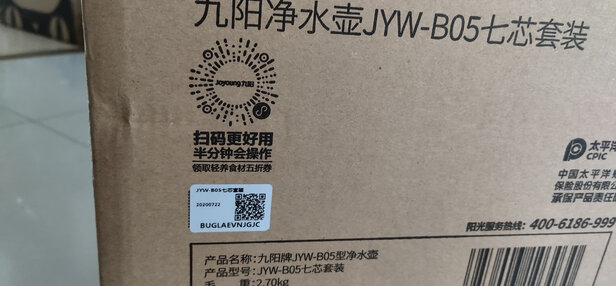 九阳净水壶JYW-B05七芯套装
Joyoung九阳
扫码更好用
半分钟会操作
领取轻养食材五折券
太平洋
CPIC
中国太平洋
保险股份有限公司
承保产品责任
JYW-B05七芯套装
20200722
BUGLAEVNJGJC
阳光服务热线: 400-6186-999
产品名称: 九阳牌JYW-B05型净水壶
产品型号: JYW-B05七芯套装
毛 重: 2.70kg